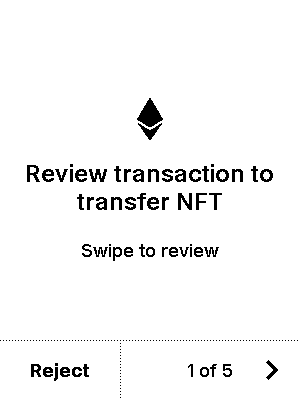 Review transaction to
transfer NFT
Swipe to review
Reject
1 of 5